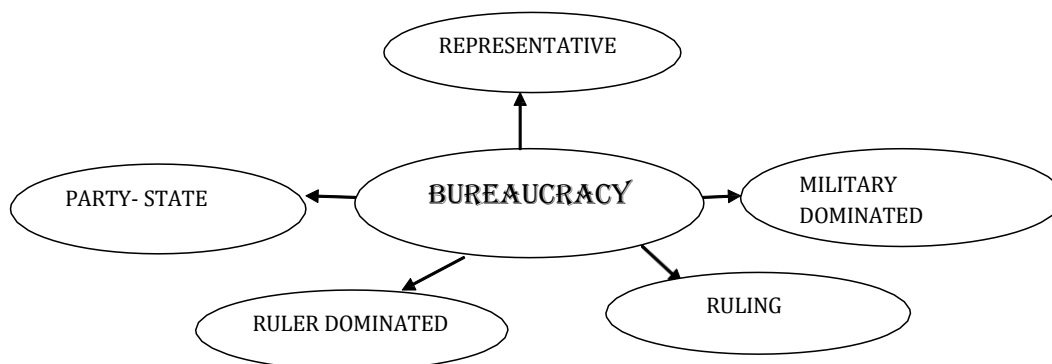 REPRESENTATIVE
PARTY- STATE
BUREAUCRACY
MILITARY
DOMINATED
RULER DOMINATED
RULING